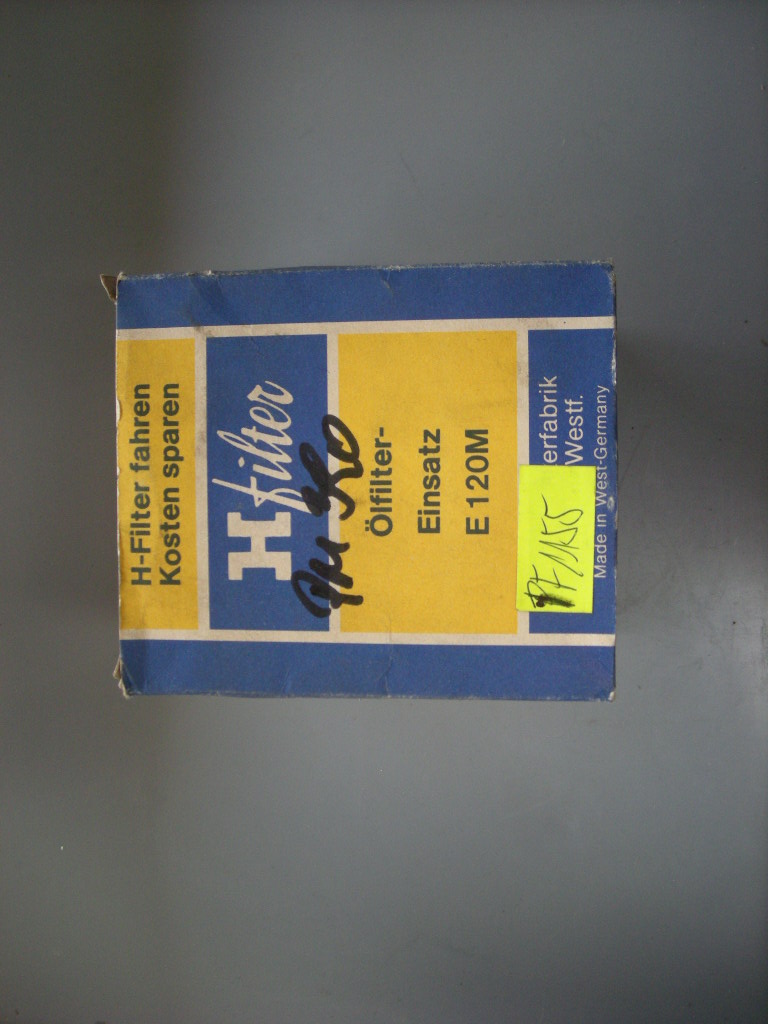 H-Filter fahren
Kosten sparen
H filter
Ölfilter-
Einsatz
E 120M
erfabrik
Westf.
Made in West-Germany